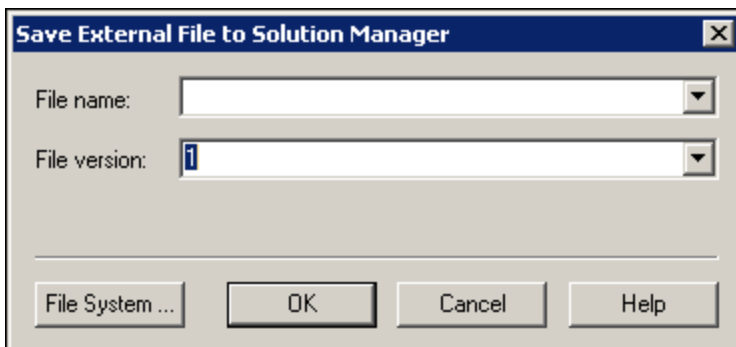 Save External File to Solution Manager
File name:
File version: 1
File System ... OK Cancel Help